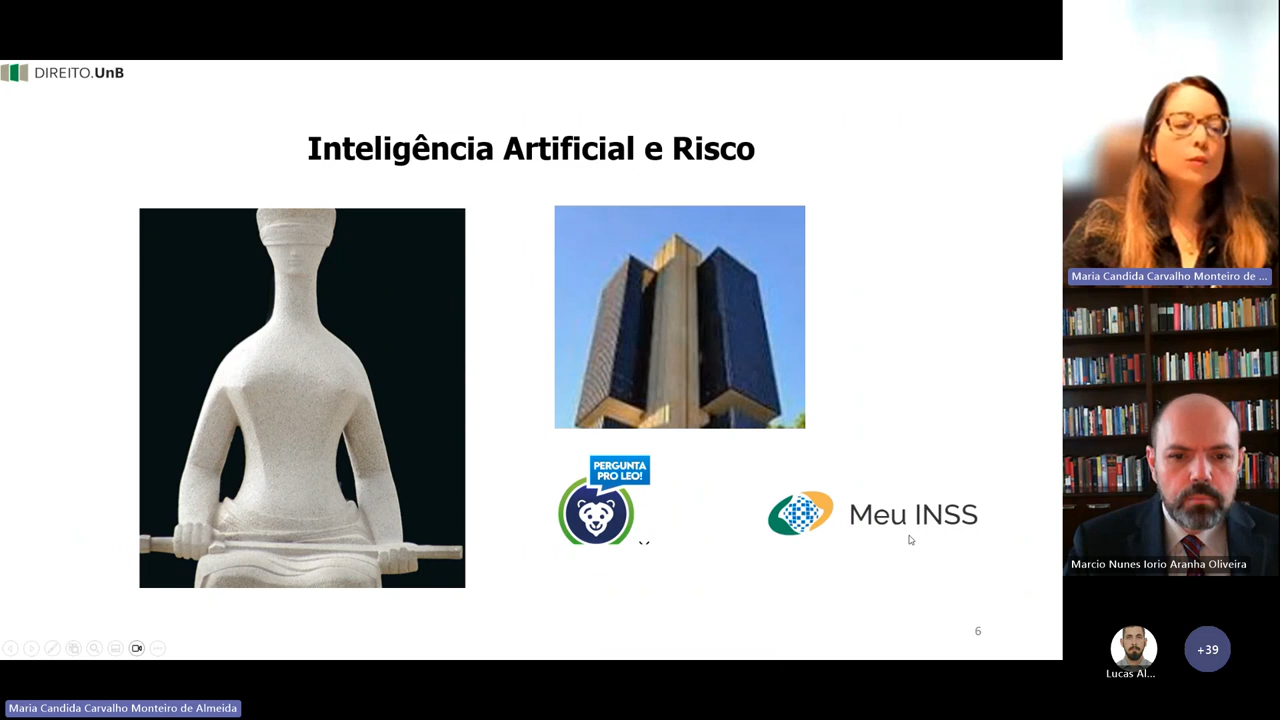 DIREITO.UnB
Inteligência Artificial e Risco
PERGUNTA
PRO LEO!
Meu INSS
6
Maria Candida Carvalho Monteiro de ...
Marcio Nunes Iorio Aranha Oliveira
Lucas Al...
+39
Maria Candida Carvalho Monteiro de Almeida